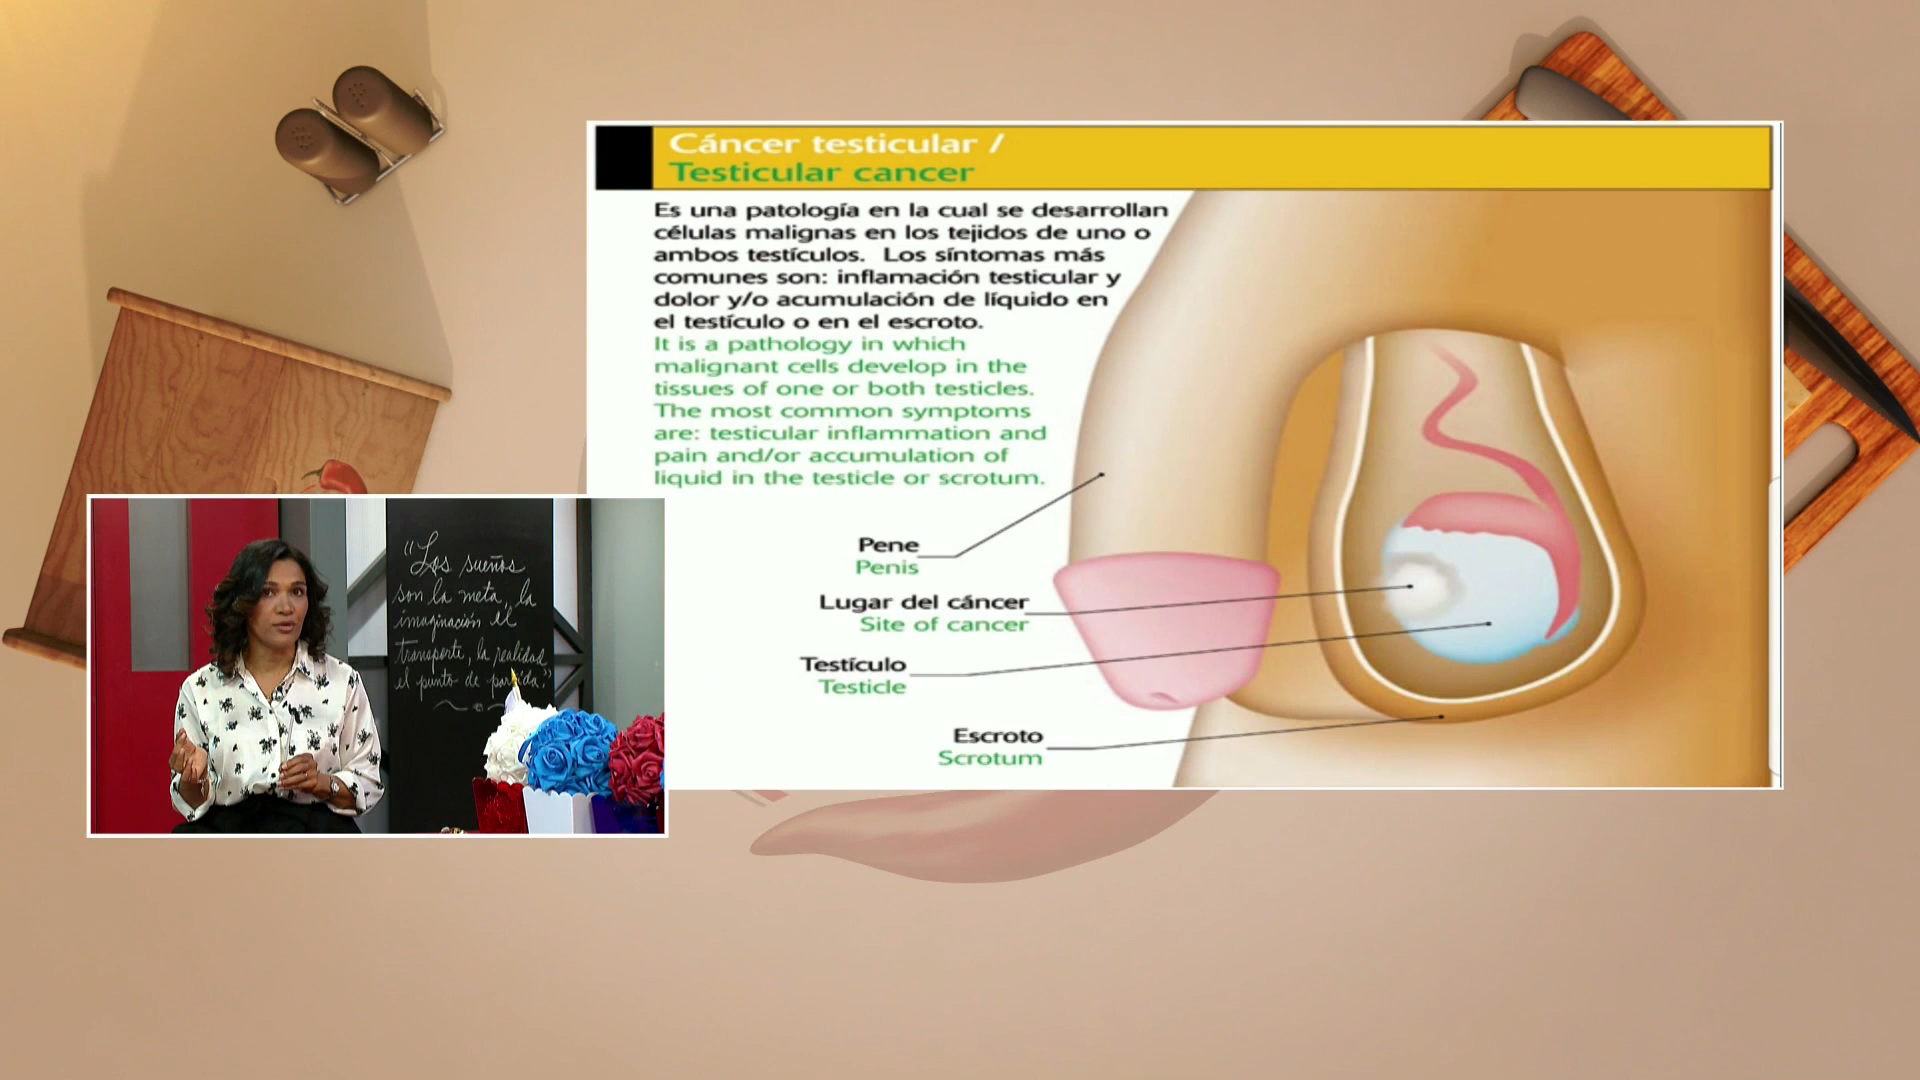 Cáncer testicular /
Testicular cancer
Es una patología en la cual se desarrollan
células malignas en los tejidos de uno o
ambos testículos.  Los síntomas más
comunes son: inflamación testicular y
dolor y/o acumulación de líquido en
el testículo o en el escroto.
It is a pathology in which
malignant cells develop in the
tissues of one or both testicles.
The most common symptoms
are: testicular inflammation and
pain and/or accumulation of
liquid in the testicle or scrotum.
Pene
Penis
Lugar del cáncer
Site of cancer
Testículo
Testicle
Escroto
Scrotum
"Los sueños
son la meta, la
imaginación el
transporte, la realidad
el punto de partida."